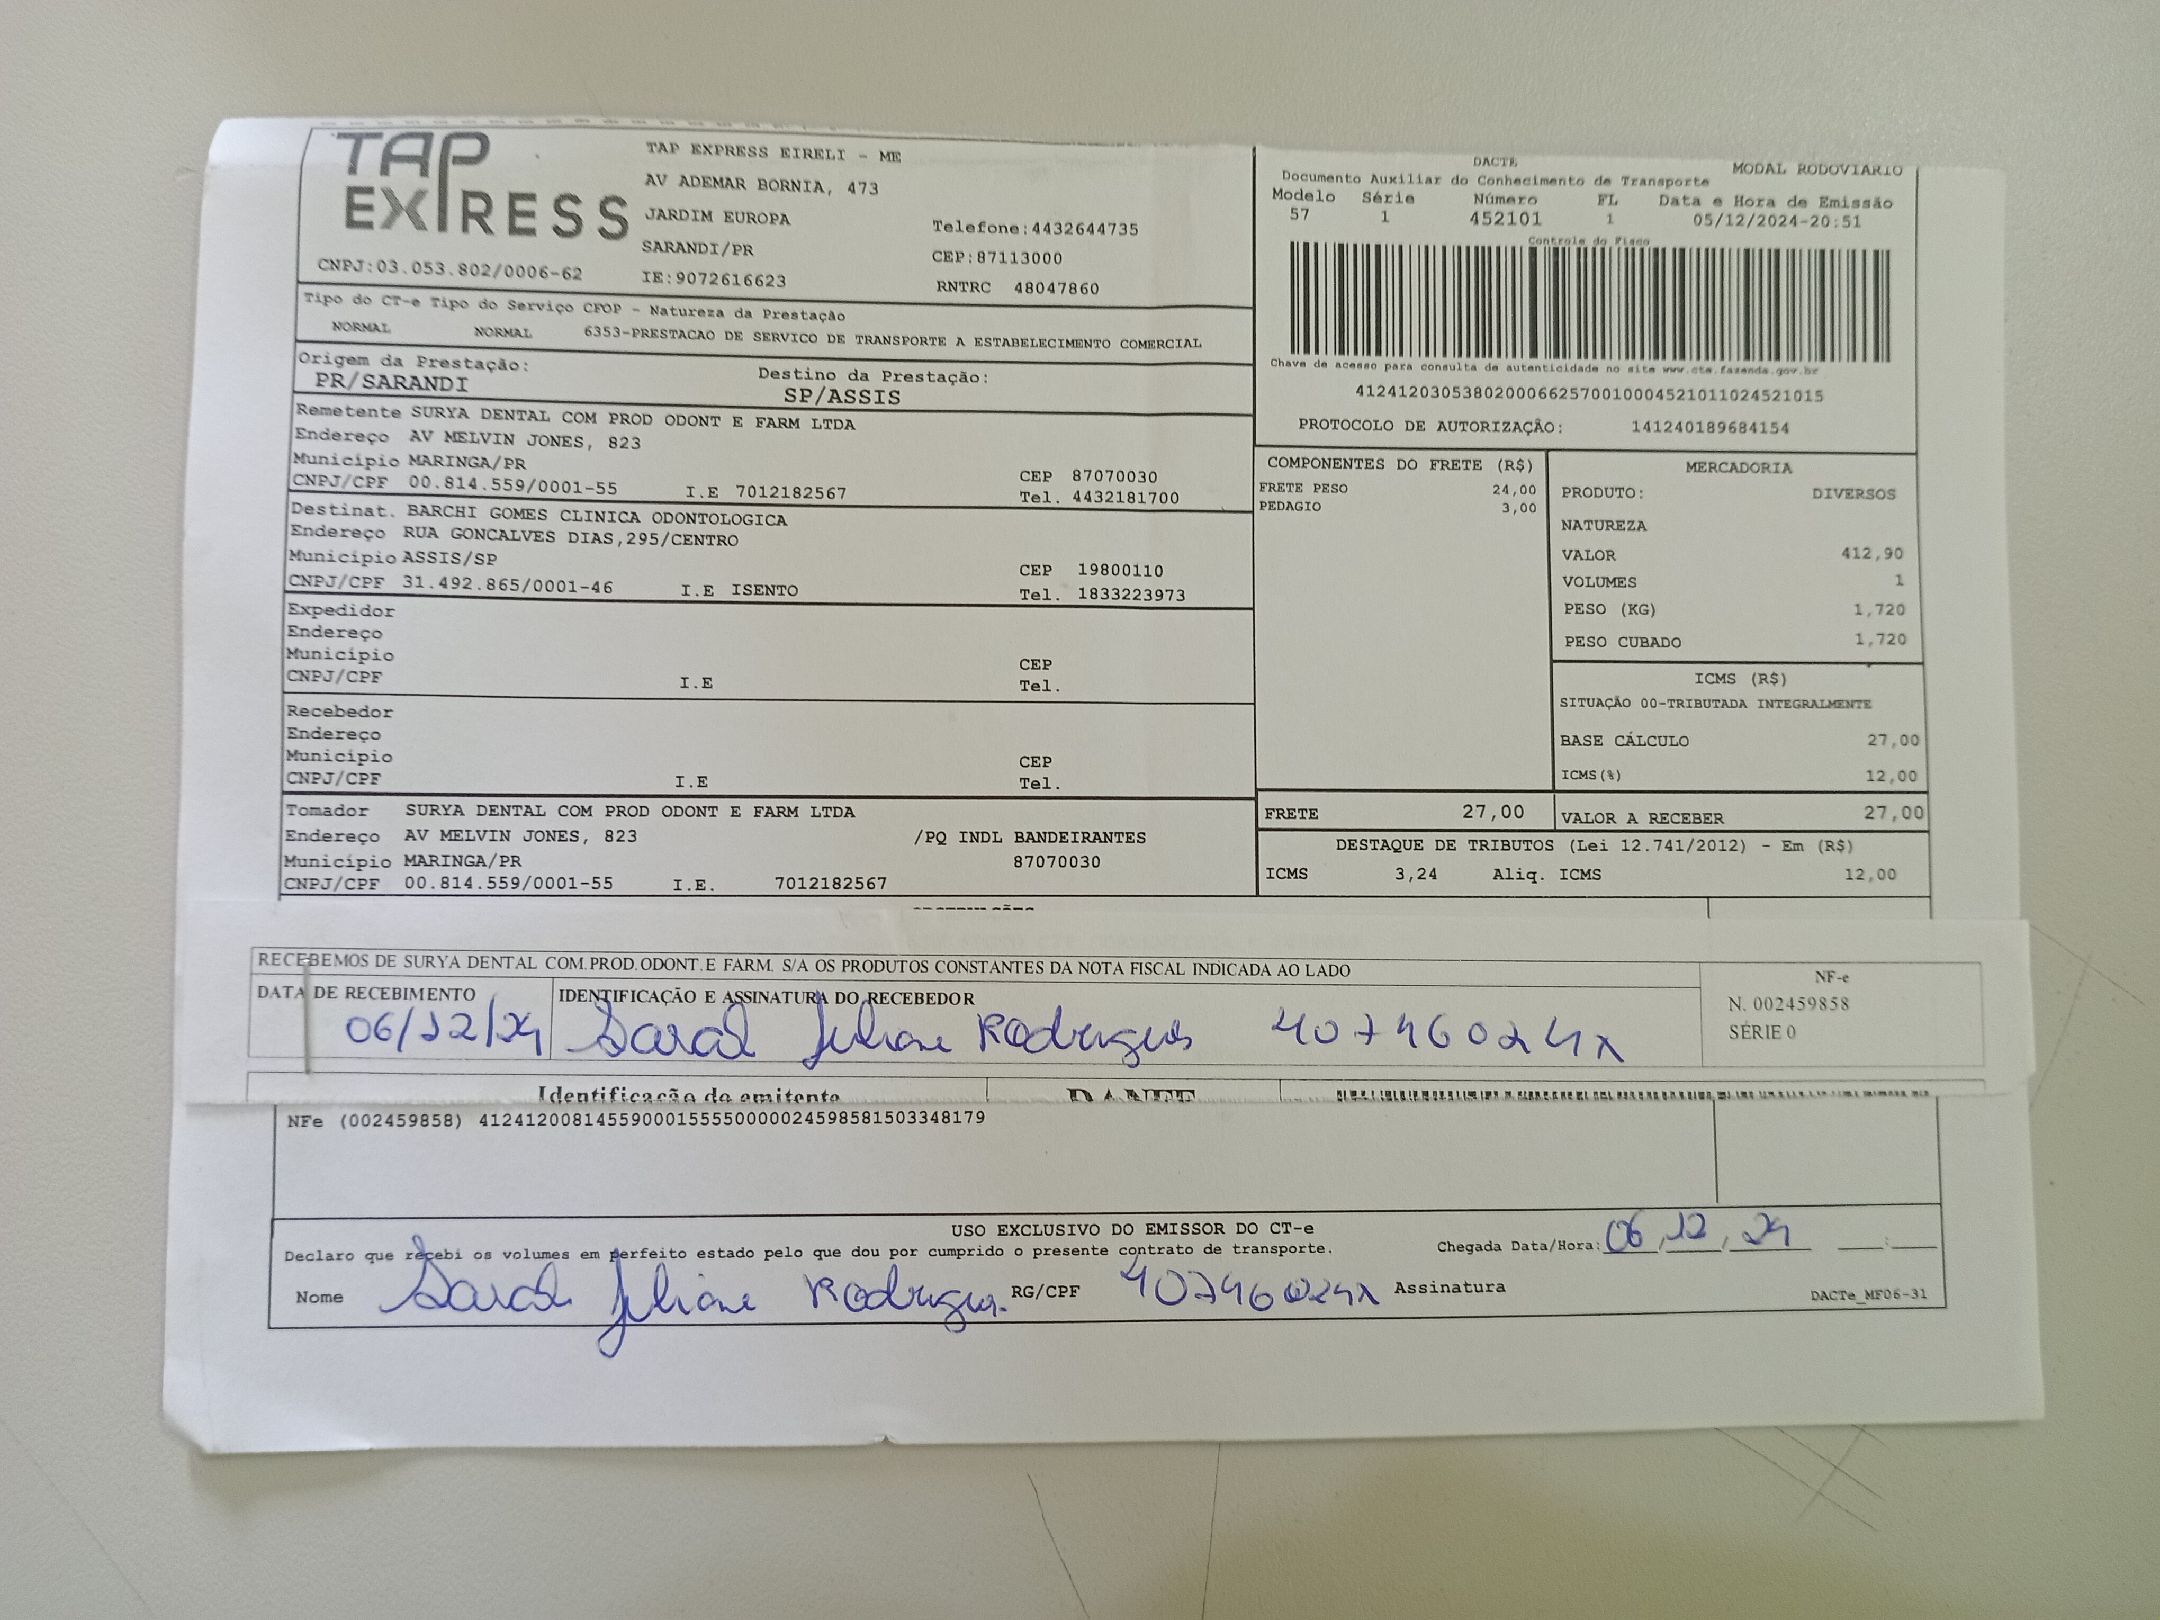 TAP EXPRESS
TAP EXPRESS EIRELI - ME
AV ADEMAR BORNIA, 473
JARDIM EUROPA
SARANDI/PR
Telefone:4432644735
CEP:87113000
CNPJ:03.053.802/0006-62 IE:9072616623 RNTRC 48047860
Tipo do CT-e Tipo do Serviço CFOP - Natureza da Prestação
NORMAL NORMAL 6353-PRESTACAO DE SERVICO DE TRANSPORTE A ESTABELECIMENTO COMERCIAL
Origem da Prestação: Destino da Prestação:
PR/SARANDI SP/ASSIS
DACTE MODAL RODOVIARIO
Documento Auxiliar do Conhecimento de Transporte
Modelo Série Número FL Data e Hora de Emissão
57 1 452101 1 05/12/2024-20:51
Controle do Fisco
Chave de acesso para consulta de autenticidade no site www.cte.fazenda.gov.br
41241203053802000662570010004521011024521015
PROTOCOLO DE AUTORIZAÇÃO: 141240189684154
Remetente SURYA DENTAL COM PROD ODONT E FARM LTDA
Endereço AV MELVIN JONES, 823
Município MARINGA/PR CEP 87070030
CNPJ/CPF 00.814.559/0001-55 I.E 7012182567 Tel. 4432181700
Destinat. BARCHI GOMES CLINICA ODONTOLOGICA
Endereço RUA GONCALVES DIAS,295/CENTRO
Município ASSIS/SP CEP 19800110
CNPJ/CPF 31.492.865/0001-46 I.E ISENTO Tel. 1833223973
Expedidor
Endereço
Município CEP
CNPJ/CPF I.E Tel.
Recebedor
Endereço
Município CEP
CNPJ/CPF I.E Tel.
Tomador SURYA DENTAL COM PROD ODONT E FARM LTDA
Endereço AV MELVIN JONES, 823 /PQ INDL BANDEIRANTES
Município MARINGA/PR 87070030
CNPJ/CPF 00.814.559/0001-55 I.E. 7012182567
COMPONENTES DO FRETE (R$)
FRETE PESO 24,00
PEDAGIO 3,00
MERCADORIA
PRODUTO: DIVERSOS
NATUREZA
VALOR 412,90
VOLUMES 1
PESO (KG) 1,720
PESO CUBADO 1,720
ICMS (R$)
SITUAÇÃO 00-TRIBUTADA INTEGRALMENTE
BASE CÁLCULO 27,00
ICMS(%) 12,00
FRETE 27,00 VALOR A RECEBER 27,00
DESTAQUE DE TRIBUTOS (Lei 12.741/2012) - Em (R$)
ICMS 3,24 Aliq. ICMS 12,00
RECEBEMOS DE SURYA DENTAL COM.PROD.ODONT.E FARM. S/A OS PRODUTOS CONSTANTES DA NOTA FISCAL INDICADA AO LADO
DATA DE RECEBIMENTO IDENTIFICAÇÃO E ASSINATURA DO RECEBEDOR
06/12/24 Sarah Juliane Rodrigues 40746024x
NF-e
N. 002459858
SÉRIE 0
Identificação do emitente DANFE
NFe (002459858) 41241200814559000155550000024598581503348179
USO EXCLUSIVO DO EMISSOR DO CT-e
Declaro que recebi os volumes em perfeito estado pelo que dou por cumprido o presente contrato de transporte. Chegada Data/Hora: 06,12,24 :
Nome Sarah Juliane Rodrigues RG/CPF 40746024x Assinatura
DACTe_MF06-31